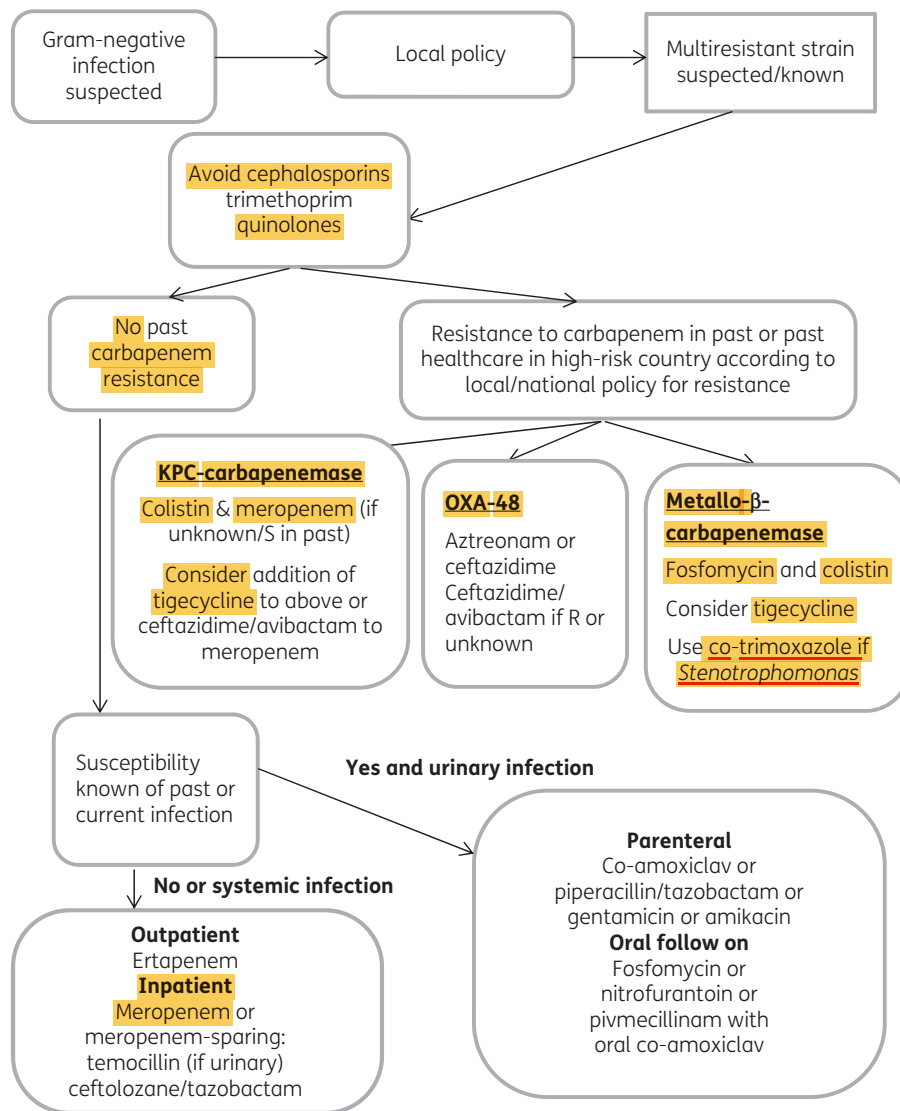 Gram-negative
infection
suspected
Local policy
Multiresistant strain
suspected/known
Avoid cephalosporins
trimethoprim
quinolones
No past
carbapenem
resistance
Resistance to carbapenem in past or past
healthcare in high-risk country according to
local/national policy for resistance
KPC-carbapenemase
Colistin & meropenem (if
unknown/S in past)
Consider addition of
tigecycline to above or
ceftazidime/avibactam to
meropenem
OXA-48
Aztreonam or
ceftazidime
Ceftazidime/
avibactam if R or
unknown
Metallo-β-
carbapenemase
Fosfomycin and colistin
Consider tigecycline
Use co-trimoxazole if
Stenotrophomonas
Susceptibility
known of past or
current infection
Yes and urinary infection
No or systemic infection
Outpatient
Ertapenem
Inpatient
Meropenem or
meropenem-sparing:
temocillin (if urinary)
ceftolozane/tazobactam
Parenteral
Co-amoxiclav or
piperacillin/tazobactam or
gentamicin or amikacin
Oral follow on
Fosfomycin or
nitrofurantoin or
pivmecillinam with
oral co-amoxiclav